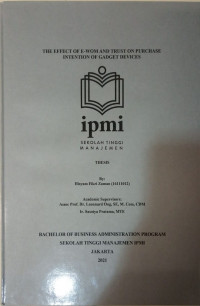 THE EFFECT OF E-WOM AND TRUST ON PURCHASE
INTENTION OF GADGET DEVICES
ipmi
SEKOLAH TINGGI
MANAJEMEN
THESIS
By:
Academic Supervisors:
BACHELOR OF BUSINESS ADMINISTRATION PROGRAM
SEKOLAH TINGGI MANAJEMEN IPMI
JAKARTA
2021